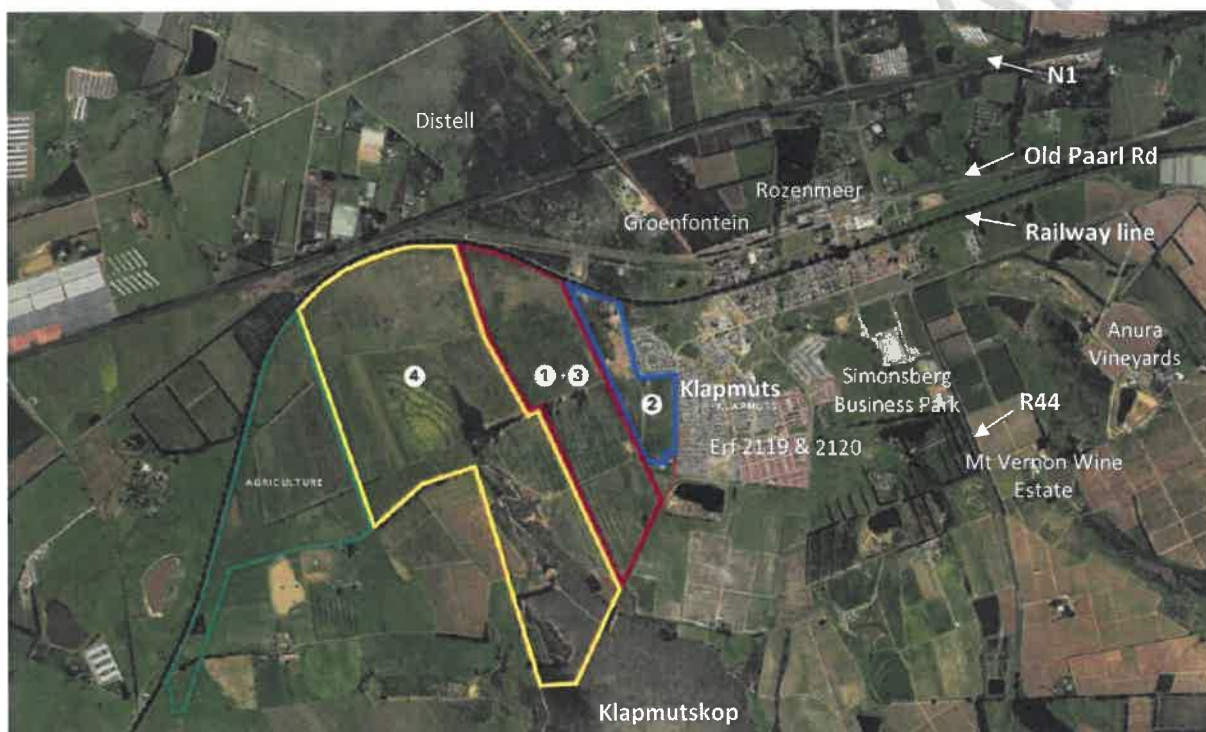 N1
Distell
Old Paarl Rd
Rozenmeer
Groenfontein
Railway line
Anura
Vineyards
4
1 + 3
Klapmuts
KLAPMUTS
2
Simonsberg
Business Park
R44
Erf 2119 & 2120
Mt Vernon Wine
Estate
AGRICULTURE
Klapmutskop